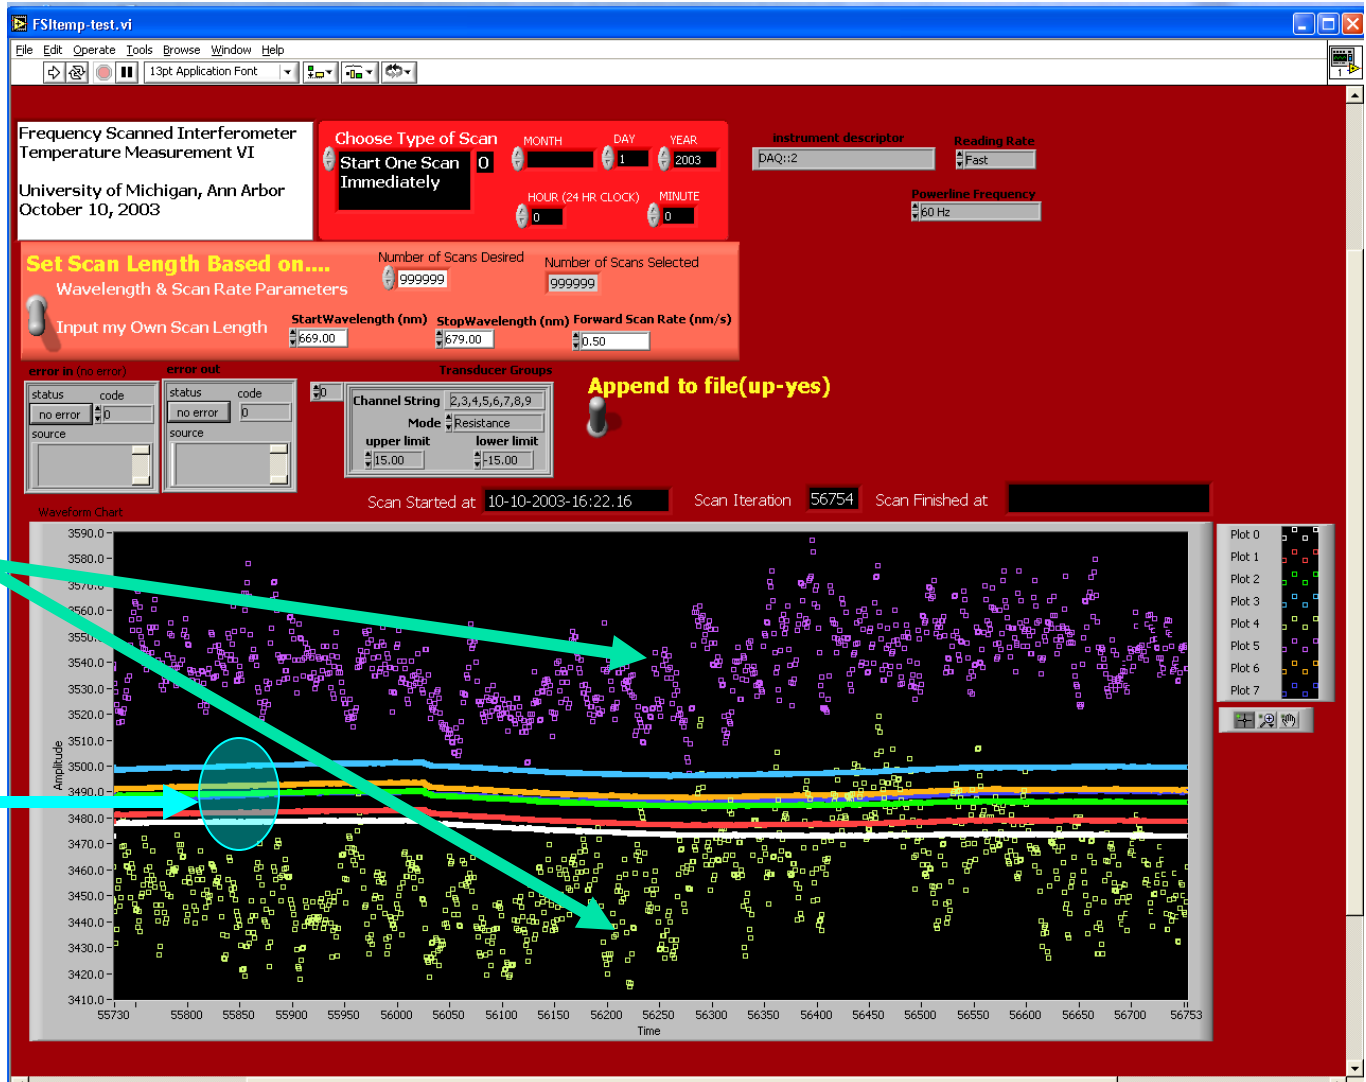 FSItemp-test.vi
File Edit Operate Tools Browse Window Help
13pt Application Font
1
Frequency Scanned Interferometer
Temperature Measurement VI
University of Michigan, Ann Arbor
October 10, 2003
Choose Type of Scan
Start One Scan
Immediately
0
MONTH DAY YEAR
1 2003
HOUR (24 HR CLOCK) MINUTE
0 0
instrument descriptor
DAQ::2
Reading Rate
Fast
Powerline Frequency
60 Hz
Set Scan Length Based on....
Wavelength & Scan Rate Parameters
Input my Own Scan Length
Number of Scans Desired
999999
Number of Scans Selected
999999
StartWavelength (nm) StopWavelength (nm) Forward Scan Rate (nm/s)
669.00 679.00 0.50
error in (no error)
status code
no error 0
source
error out
status code
no error 0
source
0
Transducer Groups
Channel String 2,3,4,5,6,7,8,9
Mode Resistance
upper limit lower limit
15.00 -15.00
Append to file(up-yes)
Scan Started at 10-10-2003-16:22.16 Scan Iteration 56754 Scan Finished at
Waveform Chart
3590.0
3580.0
3570.0
3560.0
3550.0
3540.0
3530.0
3520.0
3510.0
3500.0
3490.0
3480.0
3470.0
3460.0
3450.0
3440.0
3430.0
3420.0
3410.0
Amplitude
55730 55800 55850 55900 55950 56000 56050 56100 56150 56200 56250 56300 56350 56400 56450 56500 56550 56600 56650 56700 56753
Time
Plot 0
Plot 1
Plot 2
Plot 3
Plot 4
Plot 5
Plot 6
Plot 7